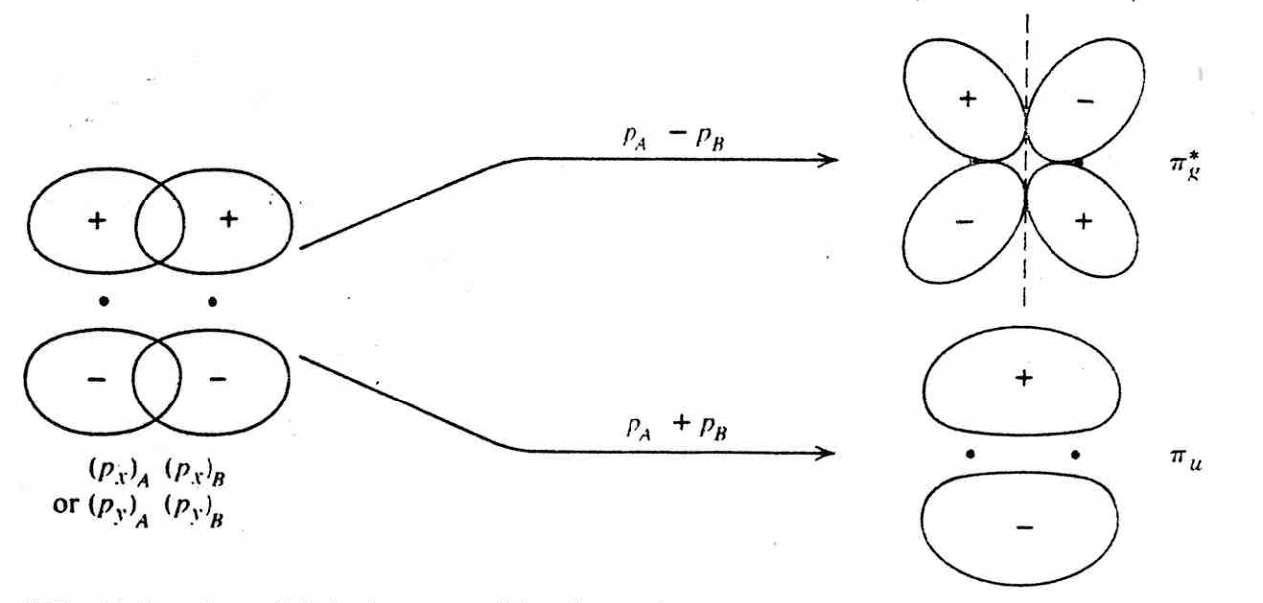 + −
p_A − p_B
π*_g
− +
+ +
− −
+
p_A + p_B
π_u
−
(p_x)_A (p_x)_B
or (p_y)_A (p_y)_B